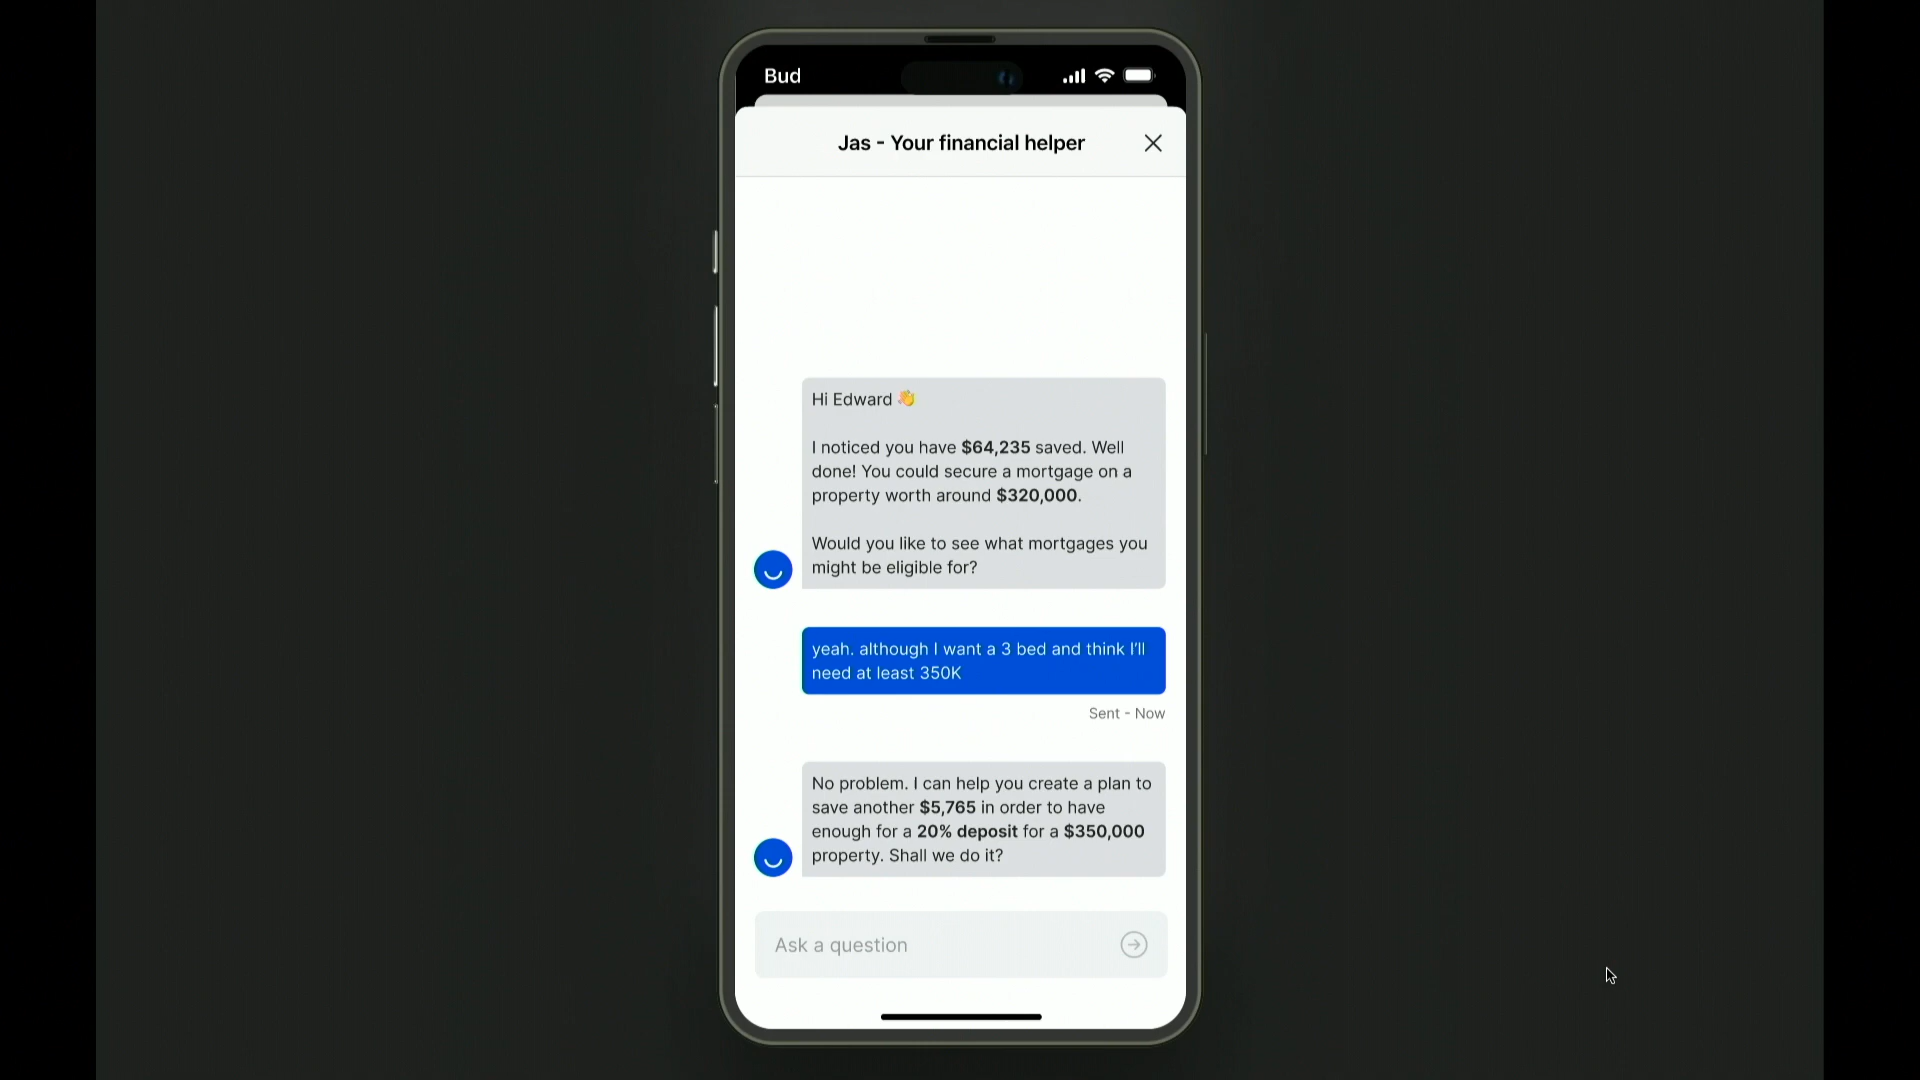 Bud
Jas - Your financial helper
Hi Edward 👋
I noticed you have $64,235 saved. Well
done! You could secure a mortgage on a
property worth around $320,000.
Would you like to see what mortgages you
might be eligible for?
yeah. although I want a 3 bed and think I'll
need at least 350K
Sent - Now
No problem. I can help you create a plan to
save another $5,765 in order to have
enough for a 20% deposit for a $350,000
property. Shall we do it?
Ask a question